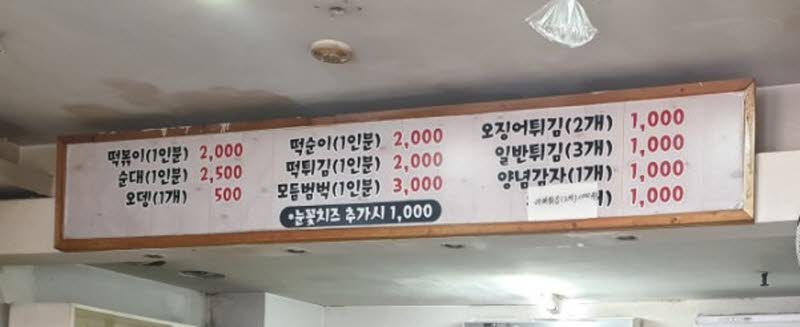 떡볶이(1인분) 2,000
순대(1인분) 2,500
오뎅(1개) 500
떡순이(1인분) 2,000
떡튀김(1인분) 2,000
모듬범벅(1인분) 3,000
•눈꽃치즈 추가시 1,000
오징어튀김(2개) 1,000
일반튀김(3개) 1,000
양념감자(1개) 1,000
1,000